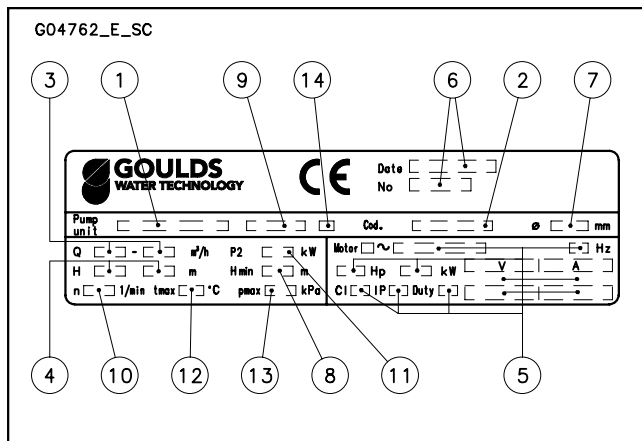 G04762_E_SC
3 1 9 14 6 2 7
GOULDS
WATER TECHNOLOGY
CE
Date
No
Pump unit Cod. ø mm
Q - m³/h P2 kW
H m Hmin m
n 1/min tmax °C pmax kPa
Motor ~ Hz
Hp kW V A
Cl IP Duty
4 10 12 13 8 11 5